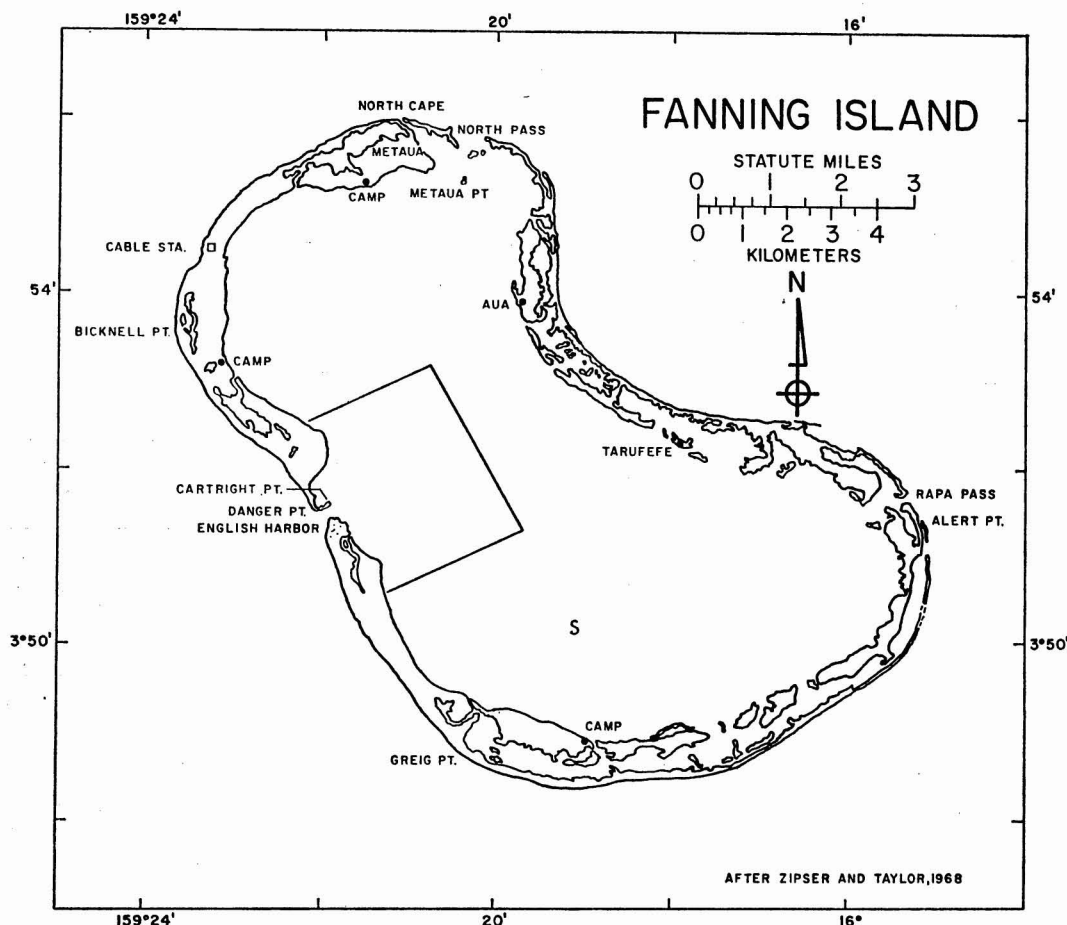 159°24'
20'
16'
NORTH CAPE
FANNING ISLAND
NORTH PASS
METAUA
STATUTE MILES
0 1 2 3
CAMP
METAUA PT
0 1 2 3 4
KILOMETERS
CABLE STA.
N
54'
54'
AUA
BICKNELL PT.
CAMP
TARUFEFE
CARTRIGHT PT.
RAPA PASS
DANGER PT.
ALERT PT.
ENGLISH HARBOR
S
3°50'
3°50'
CAMP
GREIG PT.
AFTER ZIPSER AND TAYLOR,1968
159°24'
20'
16°